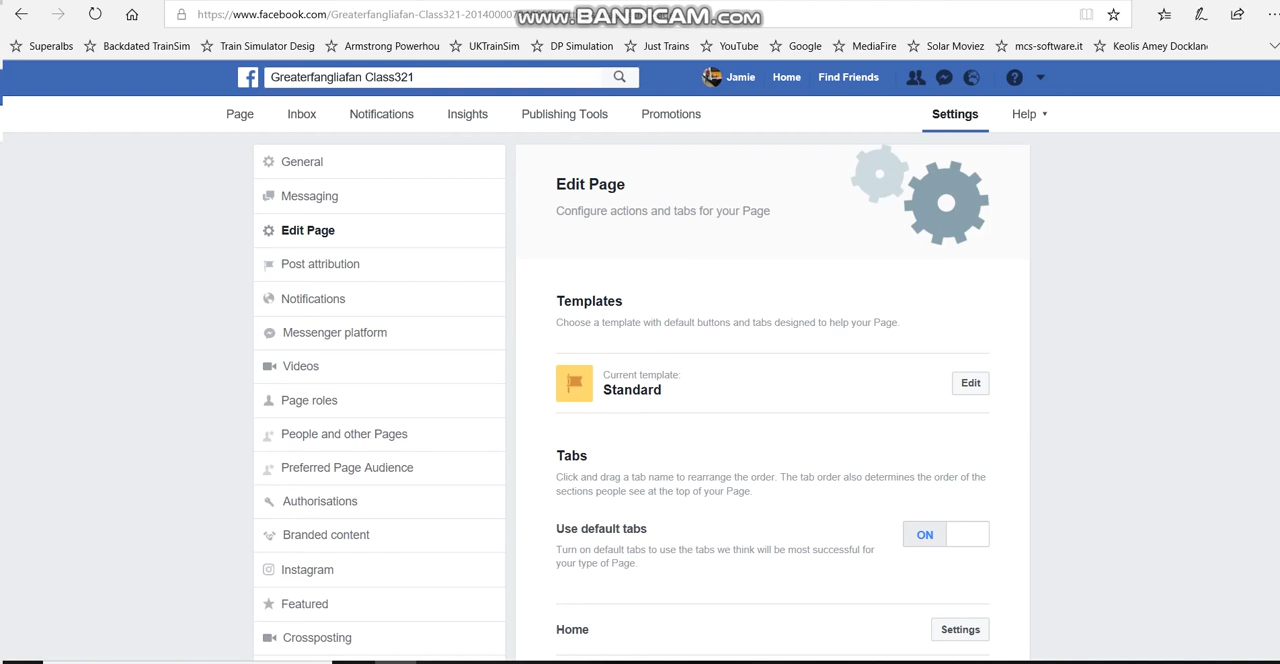 www.BANDICAM.com
https://www.facebook.com/Greaterfangliafan-Class321-2014000
Superalbs
Backdated TrainSim
Train Simulator Desig
Armstrong Powerhou
UKTrainSim
DP Simulation
Just Trains
YouTube
Google
MediaFire
Solar Moviez
mcs-software.it
Keolis Amey Docklan
Greaterfangliafan Class321
Jamie
Home
Find Friends
Page
Inbox
Notifications
Insights
Publishing Tools
Promotions
Settings
Help
General
Messaging
Edit Page
Post attribution
Notifications
Messenger platform
Videos
Page roles
People and other Pages
Preferred Page Audience
Authorisations
Branded content
Instagram
Featured
Crossposting
Edit Page
Configure actions and tabs for your Page
Templates
Choose a template with default buttons and tabs designed to help your Page.
Current template:
Standard
Edit
Tabs
Click and drag a tab name to rearrange the order. The tab order also determines the order of the
sections people see at the top of your Page.
Use default tabs
ON
Turn on default tabs to use the tabs we think will be most successful for
your type of Page.
Home
Settings